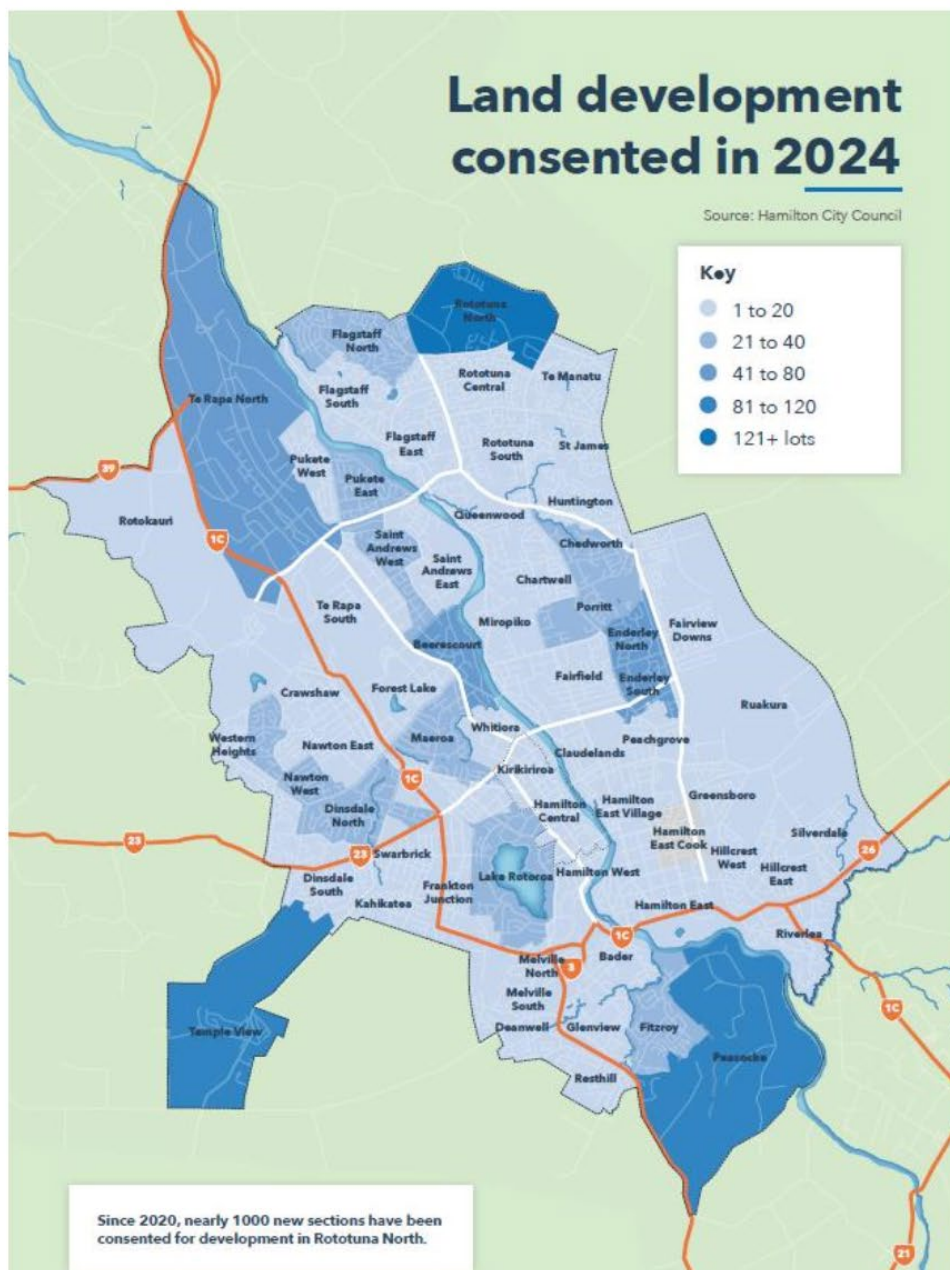 Land development
consented in 2024
Source: Hamilton City Council
Key
1 to 20
21 to 40
41 to 80
81 to 120
121+ lots
Rototuna
North
Flagstaff
North
Rototuna
Central
Te Manatu
Flagstaff
South
Te Rapa North
Flagstaff
East
Rototuna
South
St James
Pukete
West
Pukete
East
39
Rotokauri
Huntington
Queenwood
1C
Saint
Andrews
West
Chedworth
Saint
Andrews
East
Chartwell
Te Rapa
South
Porritt
Miropiko
Fairview
Downs
Enderley
North
Beerescourt
Fairfield
Enderley
South
Crawshaw
Forest Lake
Ruakura
Western
Heights
Nawton East
Maeroa
Whitiora
Peachgrove
Claudelands
Kirikiriroa
Nawton
West
1C
Greensboro
Dinsdale
North
Hamilton
Central
Hamilton
East Village
23
Hamilton
East Cook
Silverdale
23
Swarbrick
Hillcrest
West
26
Hillcrest
East
Dinsdale
South
Lake Rotoroa
Hamilton West
Frankton
Junction
Kahikatea
Hamilton East
1C
Riverlea
Bader
Melville
North
3
Melville
South
1C
Temple View
Deanwell
Glenview
Fitzroy
Peacocke
Resthill
21
Since 2020, nearly 1000 new sections have been
consented for development in Rototuna North.